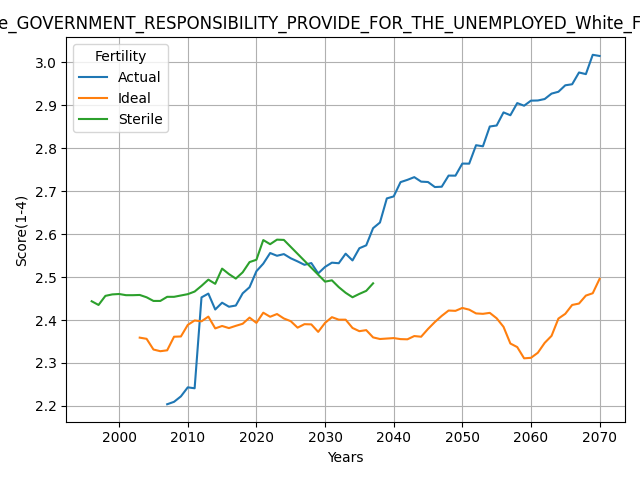 e_GOVERNMENT_RESPONSIBILITY_PROVIDE_FOR_THE_UNEMPLOYED_White_F
Fertility
Actual
Ideal
Sterile
Score(1-4)
3.0
2.9
2.8
2.7
2.6
2.5
2.4
2.3
2.2
2000 2010 2020 2030 2040 2050 2060 2070
Years